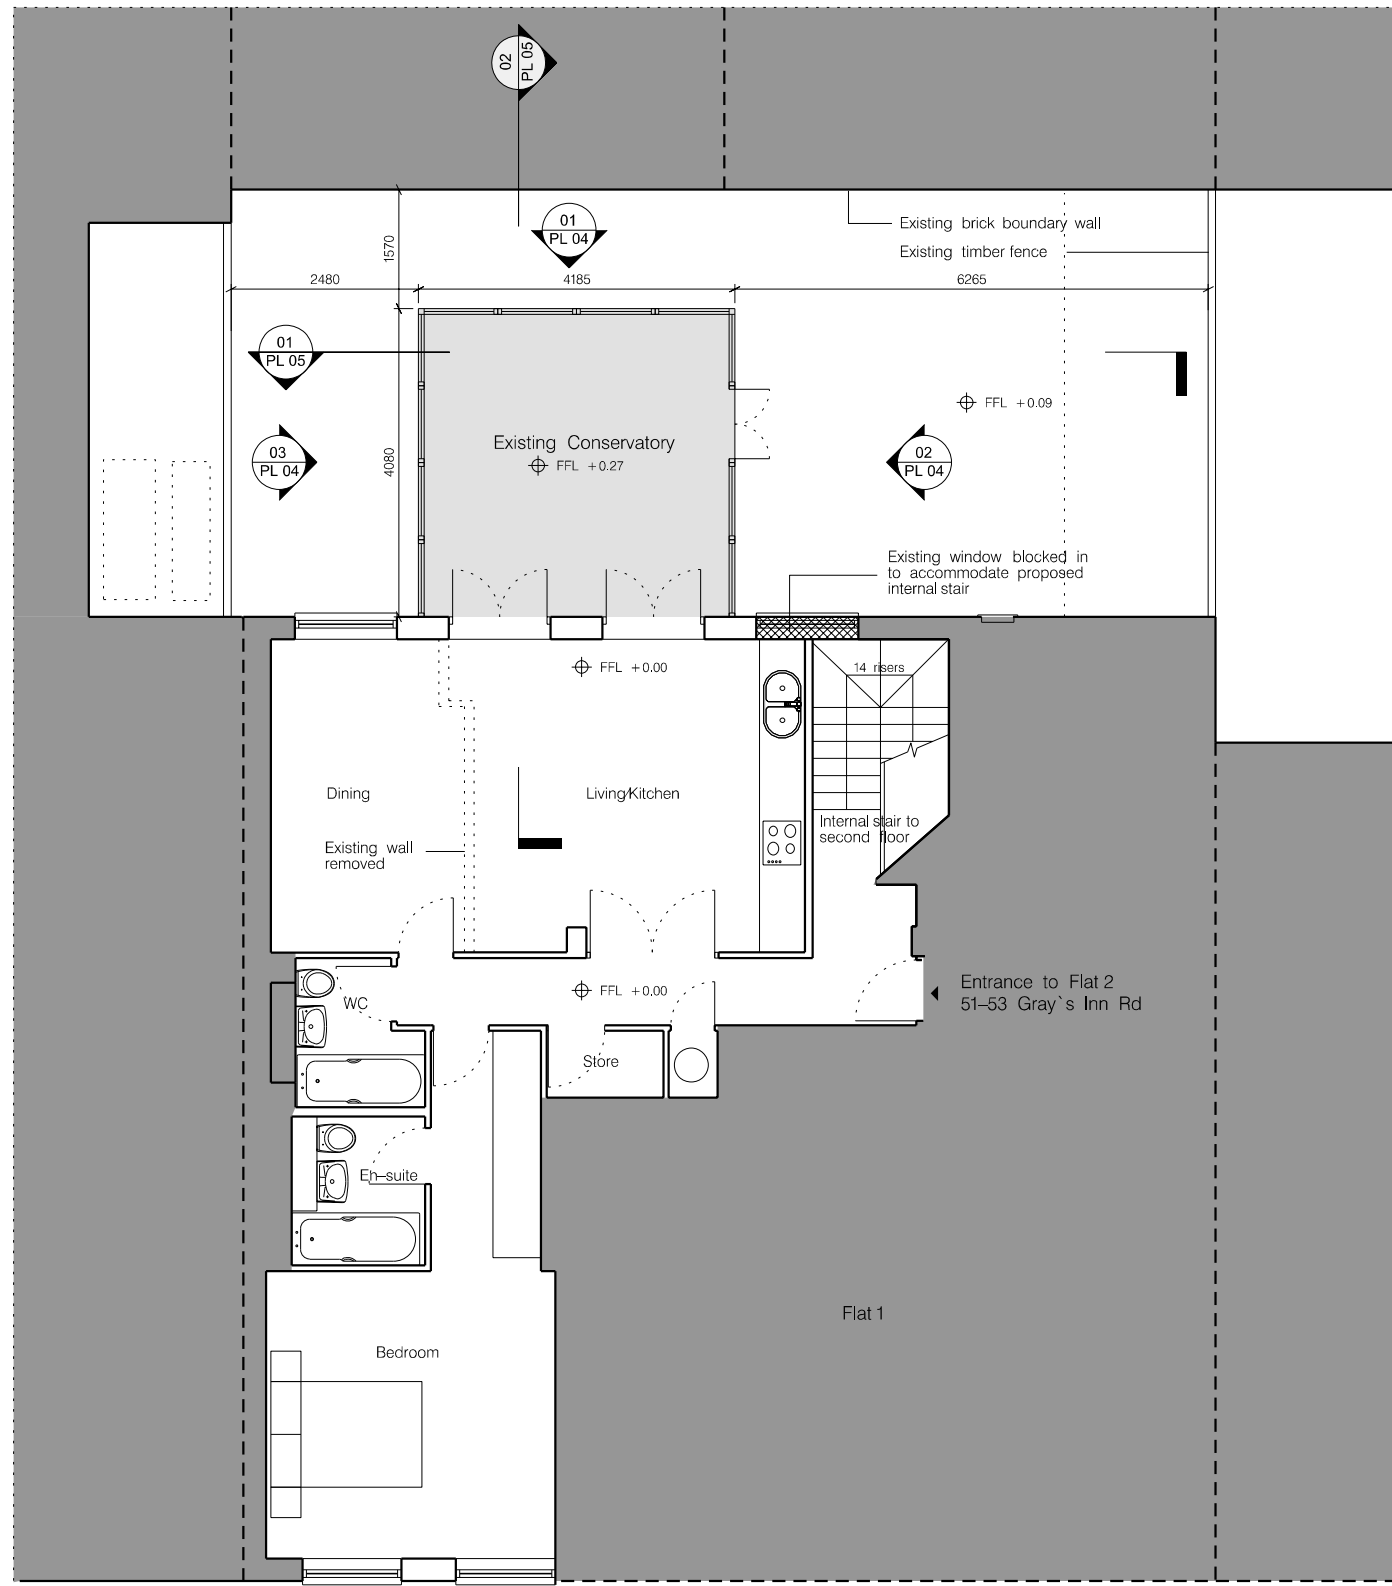 02
PL 05
01
PL 04
Existing brick boundary wall
Existing timber fence
1570
2480
4185
6265
01
PL 05
FFL +0.09
Existing Conservatory
FFL +0.27
03
PL 04
4080
02
PL 04
Existing window blocked in
to accommodate proposed
internal stair
FFL +0.00
14 risers
Dining
Living/Kitchen
Internal stair to
second floor
Existing wall
removed
FFL +0.00
Entrance to Flat 2
51–53 Gray`s Inn Rd
WC
Store
En–suite
Flat 1
Bedroom